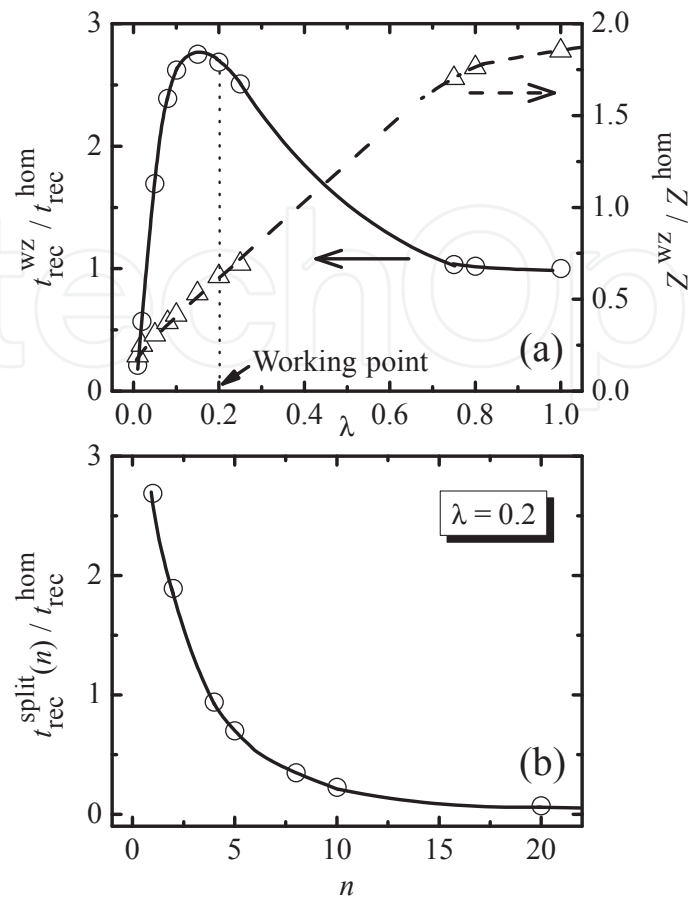 3
2
1
0
t_rec^wz / t_rec^hom
2.0
1.5
1.0
0.5
0.0
Z^wz / Z^hom
(a)
Working point
0.0 0.2 0.4 0.6 0.8 1.0
λ
3
2
1
0
t_rec^split(n) / t_rec^hom
λ = 0.2
(b)
0 5 10 15 20
n
techOp